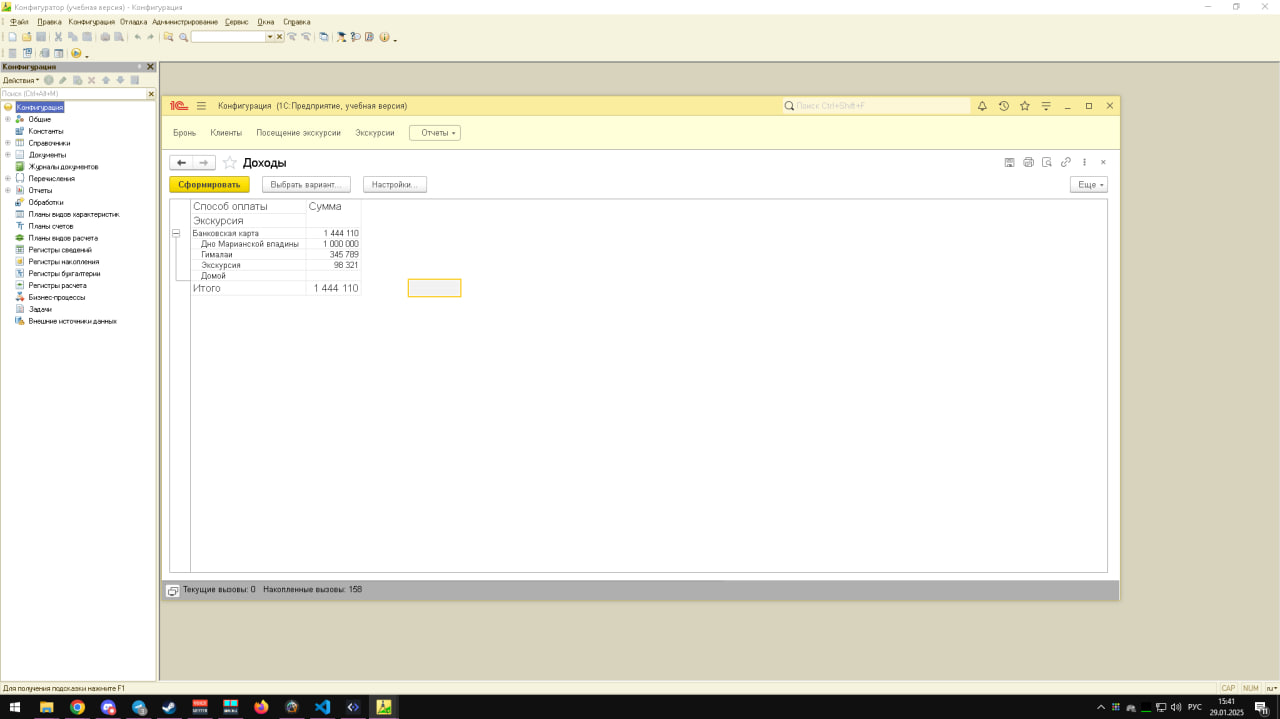 Конфигуратор (учебная версия) - Конфигурация
Файл Правка Конфигурация Отладка Администрирование Сервис Окна Справка
Конфигурация
Действия
Поиск (Ctrl+Alt+M)
Конфигурация
Общие
Константы
Справочники
Документы
Журналы документов
Перечисления
Отчеты
Обработки
Планы видов характеристик
Планы счетов
Планы видов расчета
Регистры сведений
Регистры накопления
Регистры бухгалтерии
Регистры расчета
Бизнес-процессы
Задачи
Внешние источники данных
1С Конфигурация (1С:Предприятие, учебная версия)
Поиск Ctrl+Shift+F
Бронь Клиенты Посещение экскурсии Экскурсии Отчеты
Доходы
Сформировать Выбрать вариант... Настройки... Еще
Способ оплаты Сумма
Экскурсия
Банковская карта 1 444 110
Дно Марианской впадины 1 000 000
Гималаи 345 789
Экскурсия 98 321
Домой
Итого 1 444 110
Текущие вызовы: 0 Накопленные вызовы: 158
Для получения подсказки нажмите F1
CAP NUM ru
РУС
15:41
29.01.2025
11